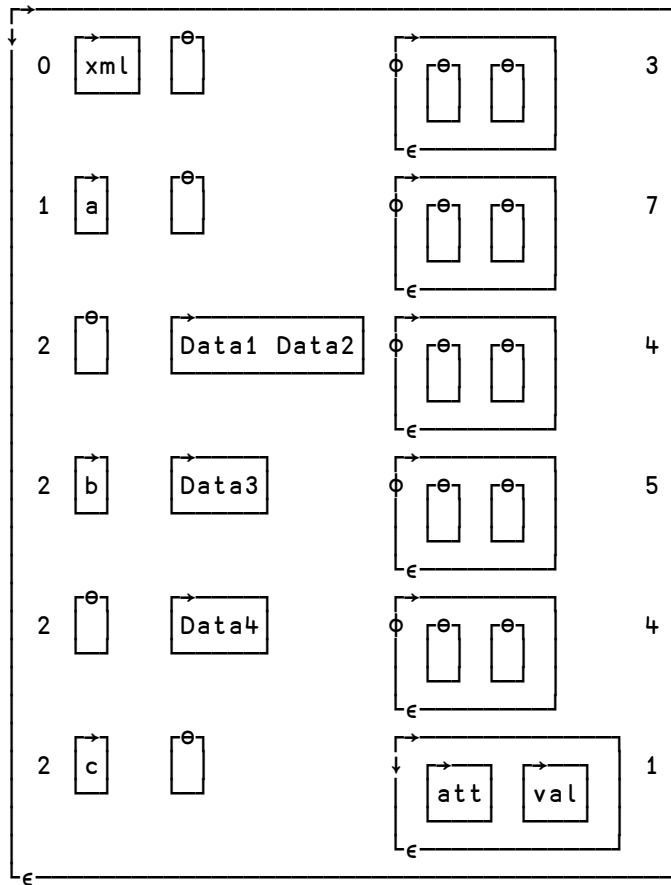 0 xml 3
1 a 7
2 Data1 Data2 4
2 b Data3 5
2 Data4 4
2 c att val 1